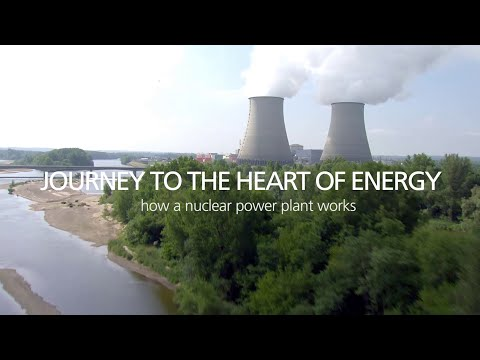 JOURNEY TO THE HEART OF ENERGY
how a nuclear power plant works